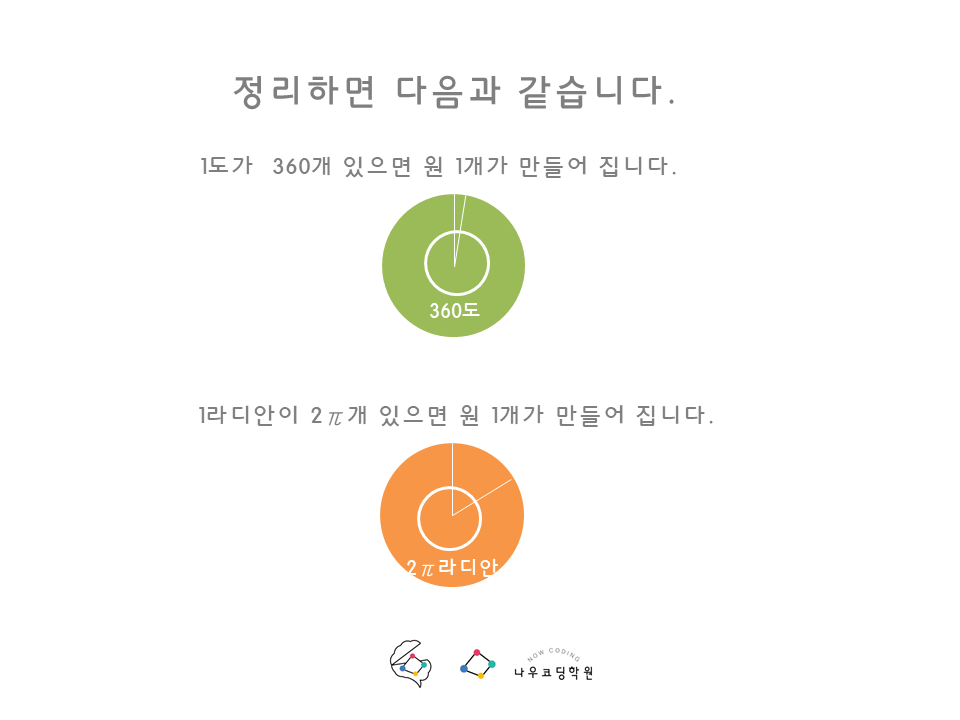 정리하면 다음과 같습니다.
1도가 360개 있으면 원 1개가 만들어 집니다.
360도
1라디안이 2π개 있으면 원 1개가 만들어 집니다.
2π라디안
NOW CODING
나우코딩학원